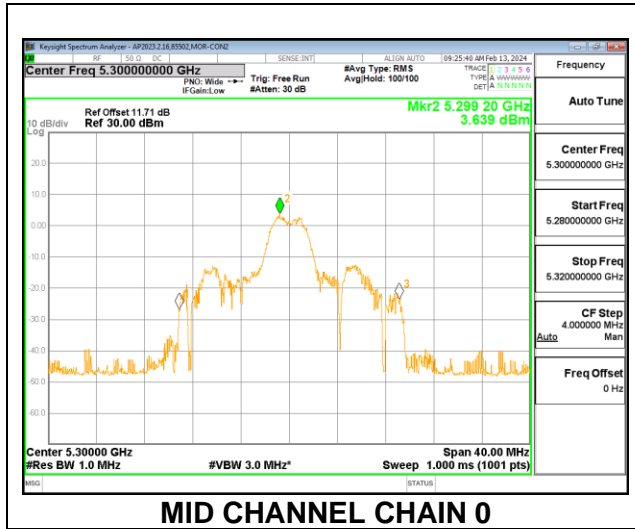 Keysight Spectrum Analyzer - AP2023.2.16,85502,MOR-CON2
RF 50 Ω DC SENSE:INT ALIGN AUTO 09:25:40 AM Feb 13, 2024
Center Freq 5.300000000 GHz
PNO: Wide
IFGain:Low
Trig: Free Run
#Atten: 30 dB
#Avg Type: RMS
Avg|Hold: 100/100
TRACE 1 2 3 4 5 6
TYPE A WWWWW
DET A N N N N N
Mkr2 5.299 20 GHz
3.639 dBm
Ref Offset 11.71 dB
10 dB/div Ref 30.00 dBm
Log
20.0
10.0
0.00
-10.0
-20.0
-30.0
-40.0
-50.0
-60.0
2
3
Center 5.30000 GHz Span 40.00 MHz
#Res BW 1.0 MHz #VBW 3.0 MHz* Sweep 1.000 ms (1001 pts)
MSG STATUS
Frequency
Auto Tune
Center Freq
5.300000000 GHz
Start Freq
5.280000000 GHz
Stop Freq
5.320000000 GHz
CF Step
4.000000 MHz
Auto Man
Freq Offset
0 Hz
MID CHANNEL CHAIN 0